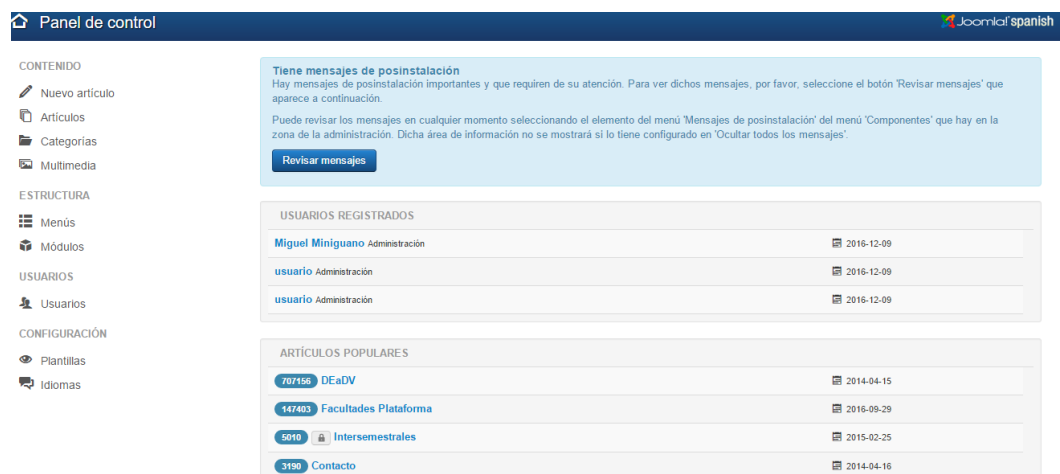 Panel de control
Joomla! spanish
CONTENIDO
Nuevo artículo
Artículos
Categorías
Multimedia
ESTRUCTURA
Menús
Módulos
USUARIOS
Usuarios
CONFIGURACIÓN
Plantillas
Idiomas
Tiene mensajes de posinstalación
Hay mensajes de posinstalación importantes y que requiren de su atención. Para ver dichos mensajes, por favor, seleccione el botón 'Revisar mensajes' que
aparece a continuación.
Puede revisar los mensajes en cualquier momento seleccionando el elemento del menú 'Mensajes de posinstalación' del menú 'Componentes' que hay en la
zona de la administración. Dicha área de información no se mostrará si lo tiene configurado en 'Ocultar todos los mensajes'.
Revisar mensajes
USUARIOS REGISTRADOS
Miguel Miniguano Administración 2016-12-09
usuario Administración 2016-12-09
usuario Administración 2016-12-09
ARTÍCULOS POPULARES
707156 DEaDV 2014-04-15
147403 Facultades Plataforma 2016-09-29
5010 Intersemestrales 2015-02-25
3190 Contacto 2014-04-16